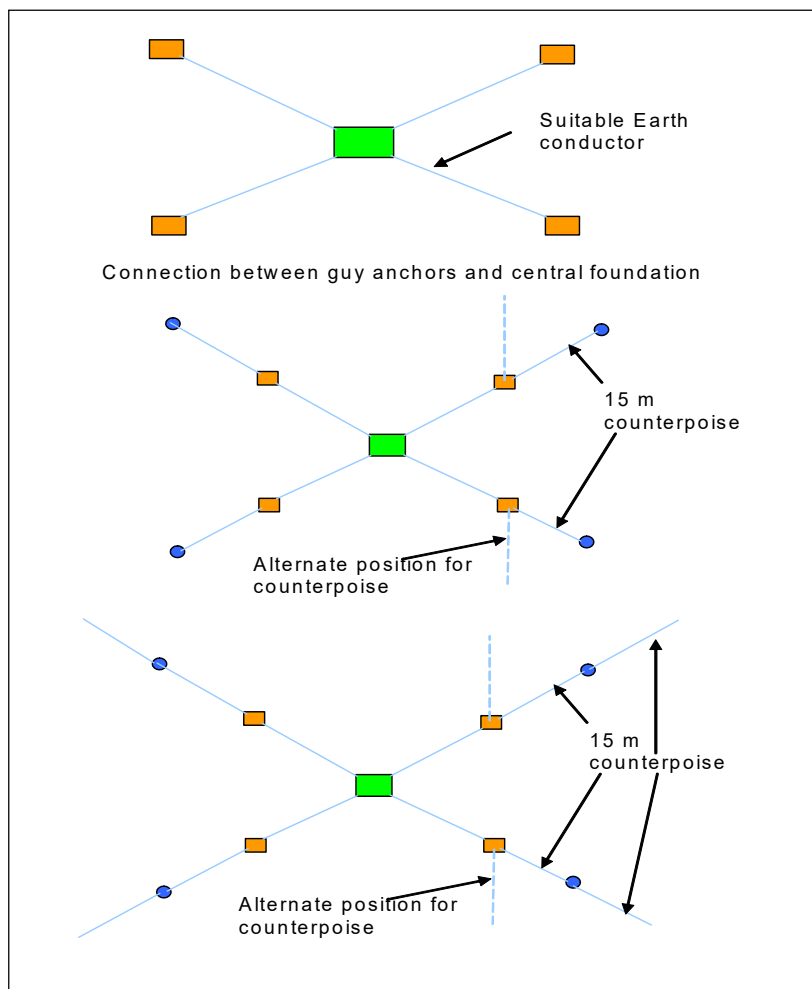 Suitable Earth
conductor
Connection between guy anchors and central foundation
15 m
counterpoise
Alternate position for
counterpoise
15 m
counterpoise
Alternate position for
counterpoise